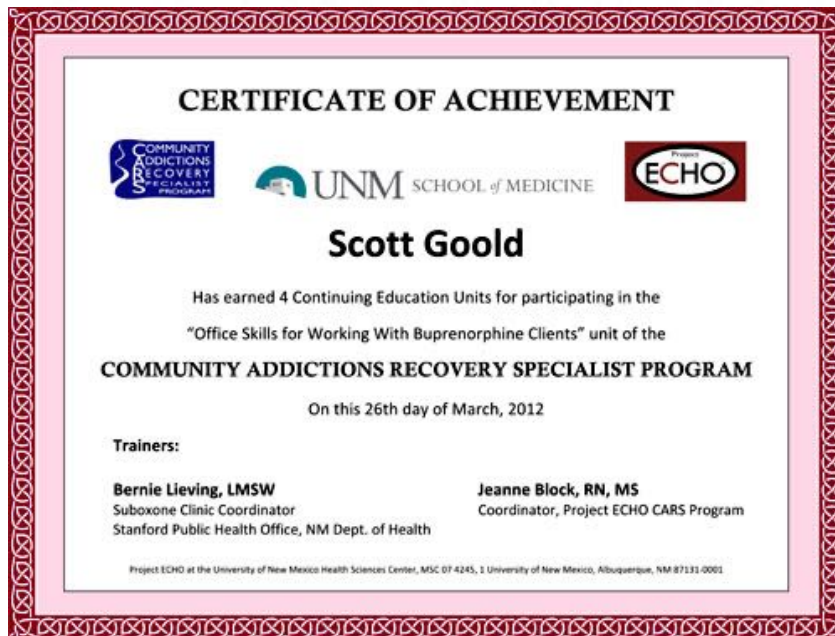 CERTIFICATE OF ACHIEVEMENT
COMMUNITY
ADDICTIONS
RECOVERY
SPECIALIST
PROGRAM
UNM SCHOOL of MEDICINE
Project
ECHO
Scott Goold
Has earned 4 Continuing Education Units for participating in the
“Office Skills for Working With Buprenorphine Clients” unit of the
COMMUNITY ADDICTIONS RECOVERY SPECIALIST PROGRAM
On this 26th day of March, 2012
Trainers:
Bernie Lieving, LMSW
Suboxone Clinic Coordinator
Stanford Public Health Office, NM Dept. of Health
Jeanne Block, RN, MS
Coordinator, Project ECHO CARS Program
Project ECHO at the University of New Mexico Health Sciences Center, MSC 07 4245, 1 University of New Mexico, Albuquerque, NM 87131-0001